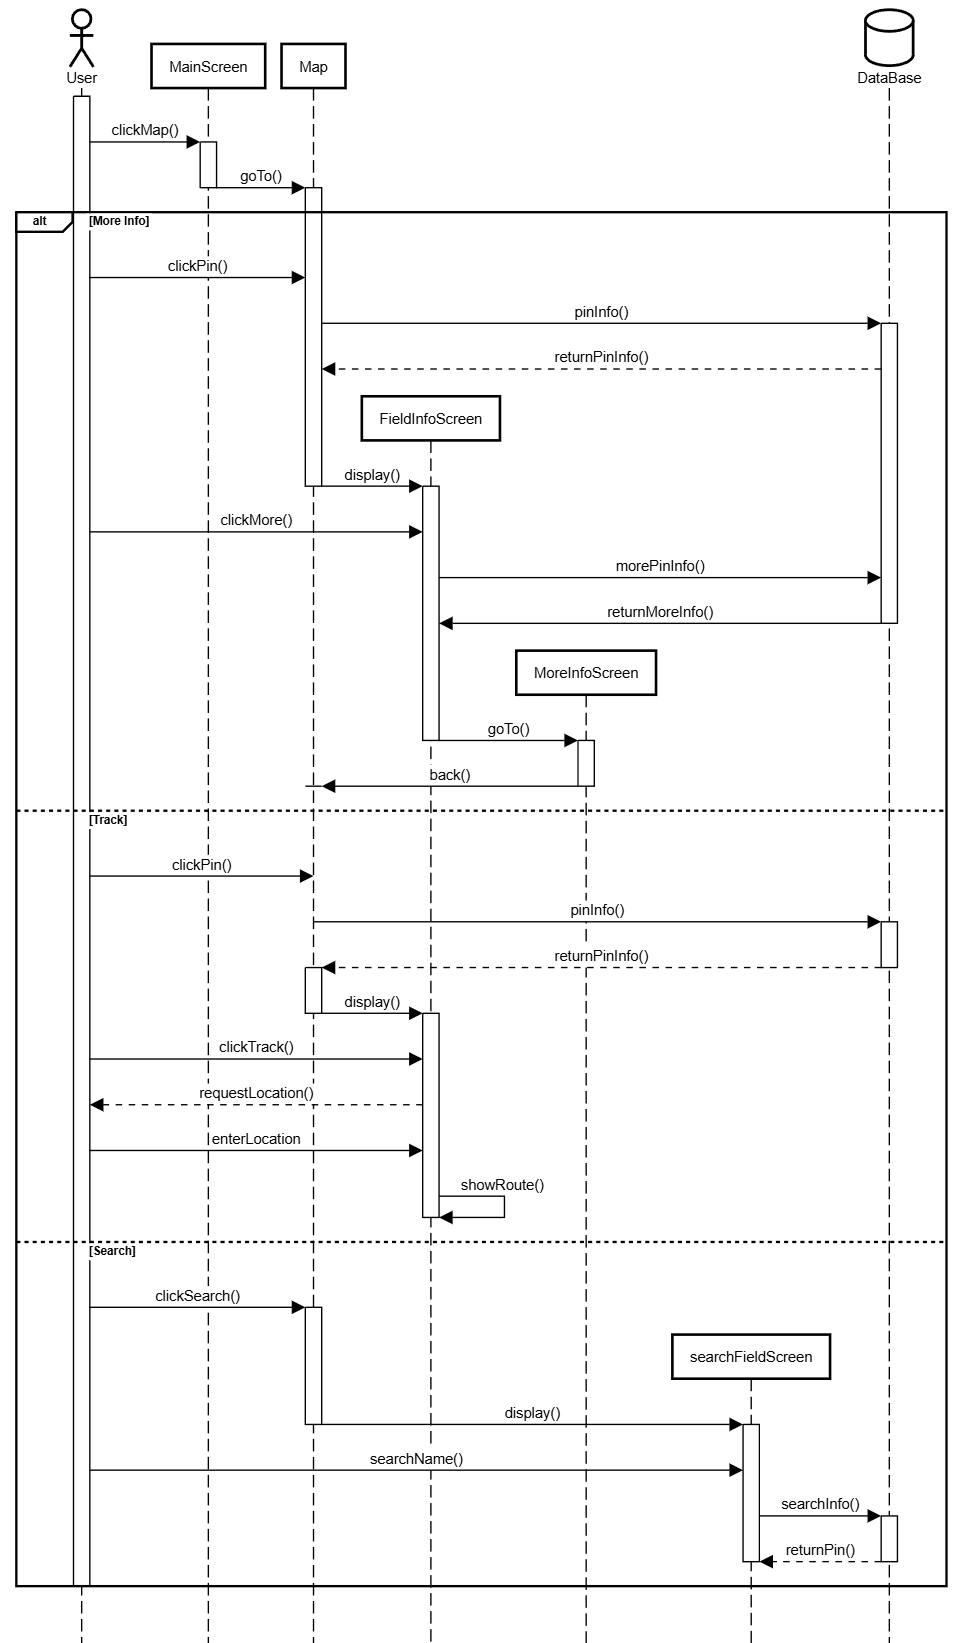 User
MainScreen
Map
DataBase
clickMap()
goTo()
alt
[More Info]
clickPin()
pinInfo()
returnPinInfo()
FieldInfoScreen
display()
clickMore()
morePinInfo()
returnMoreInfo()
MoreInfoScreen
goTo()
back()
[Track]
clickPin()
pinInfo()
returnPinInfo()
display()
clickTrack()
requestLocation()
enterLocation
showRoute()
[Search]
clickSearch()
searchFieldScreen
display()
searchName()
searchInfo()
returnPin()